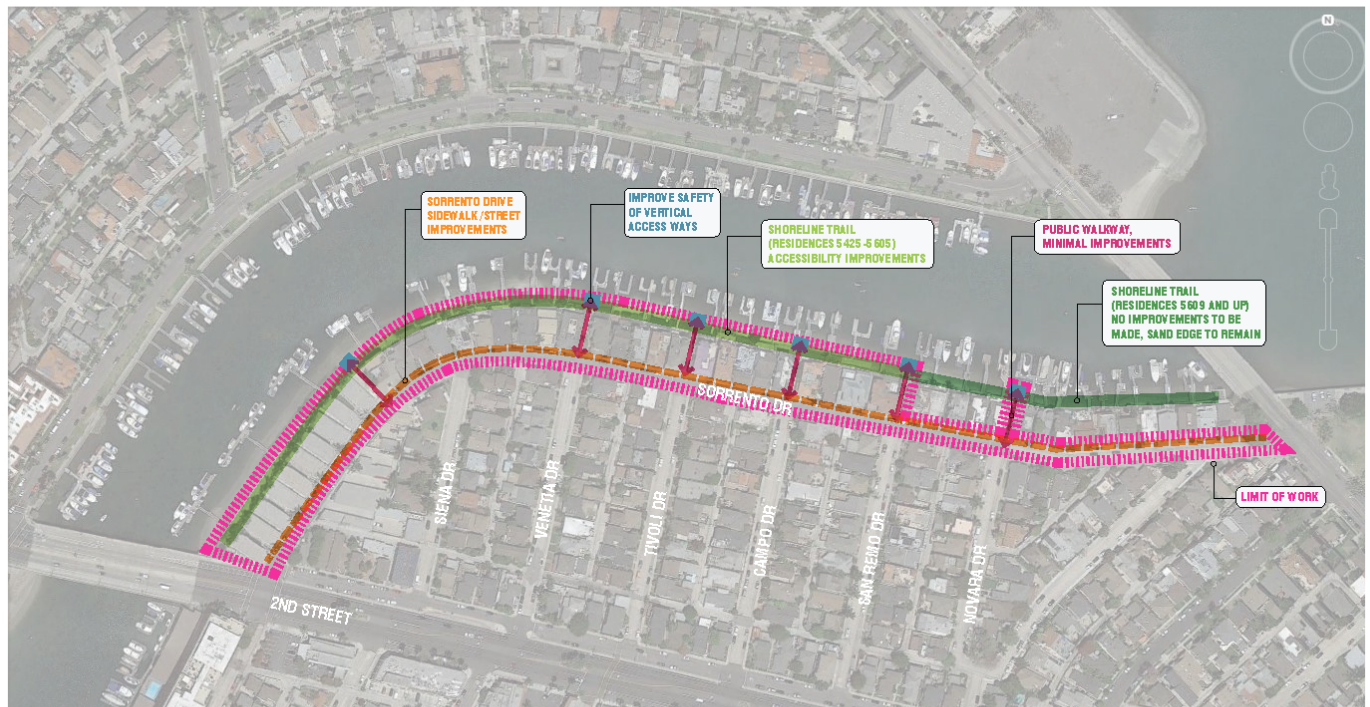 N
SORRENTO DRIVE
SIDEWALK/STREET
IMPROVEMENTS
IMPROVE SAFETY
OF VERTICAL
ACCESS WAYS
SHORELINE TRAIL
(RESIDENCES 5425-5605)
ACCESSIBILITY IMPROVEMENTS
PUBLIC WALKWAY,
MINIMAL IMPROVEMENTS
SHORELINE TRAIL
(RESIDENCES 5609 AND UP)
NO IMPROVEMENTS TO BE
MADE, SAND EDGE TO REMAIN
SORRENTO DR
LIMIT OF WORK
SIENA DR
VENETIA DR
TIVOLI DR
CAMPO DR
SAN REMO DR
NOVARA DR
2ND STREET